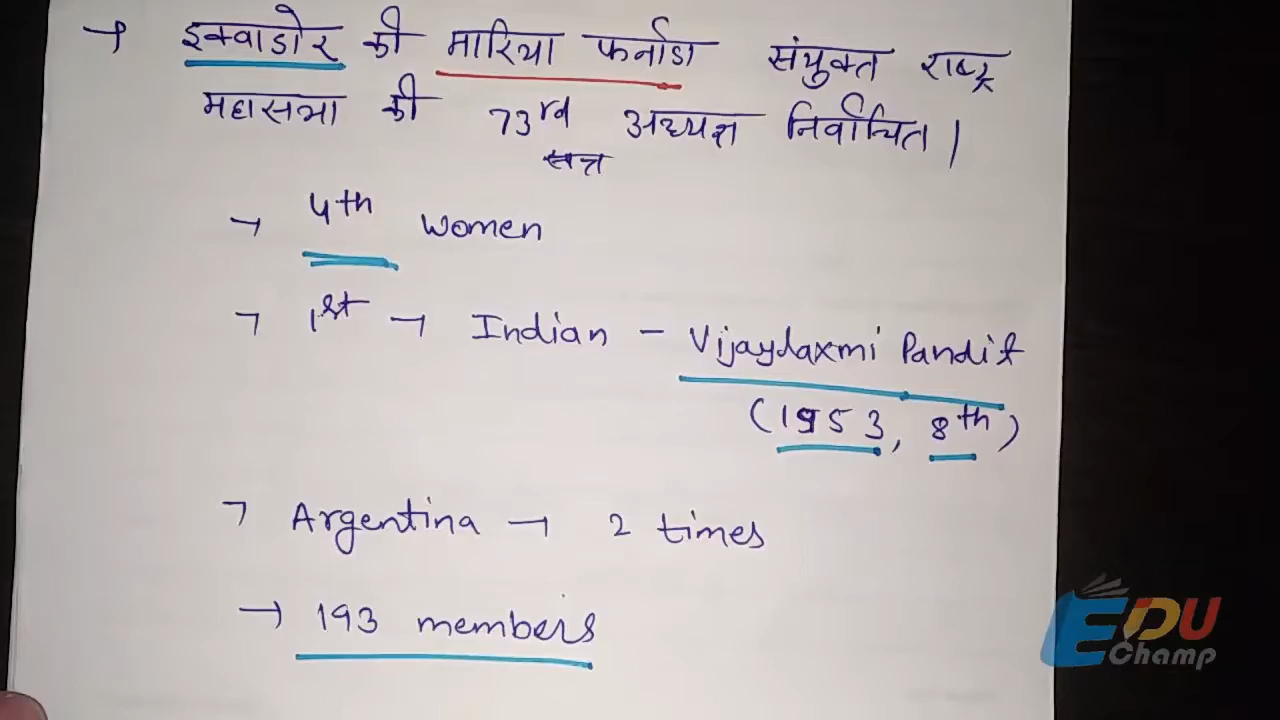 → इक्वाडोर की मारिया फर्नाडा संयुक्त राष्ट्र
महासभा की 73rd अध्यक्ष निर्वाचित।
सत्र
→ 4th women
→ 1st → Indian - Vijaylaxmi Pandit
(1953, 8th)
→ Argentina → 2 times
→ 193 members
EDU
Champ